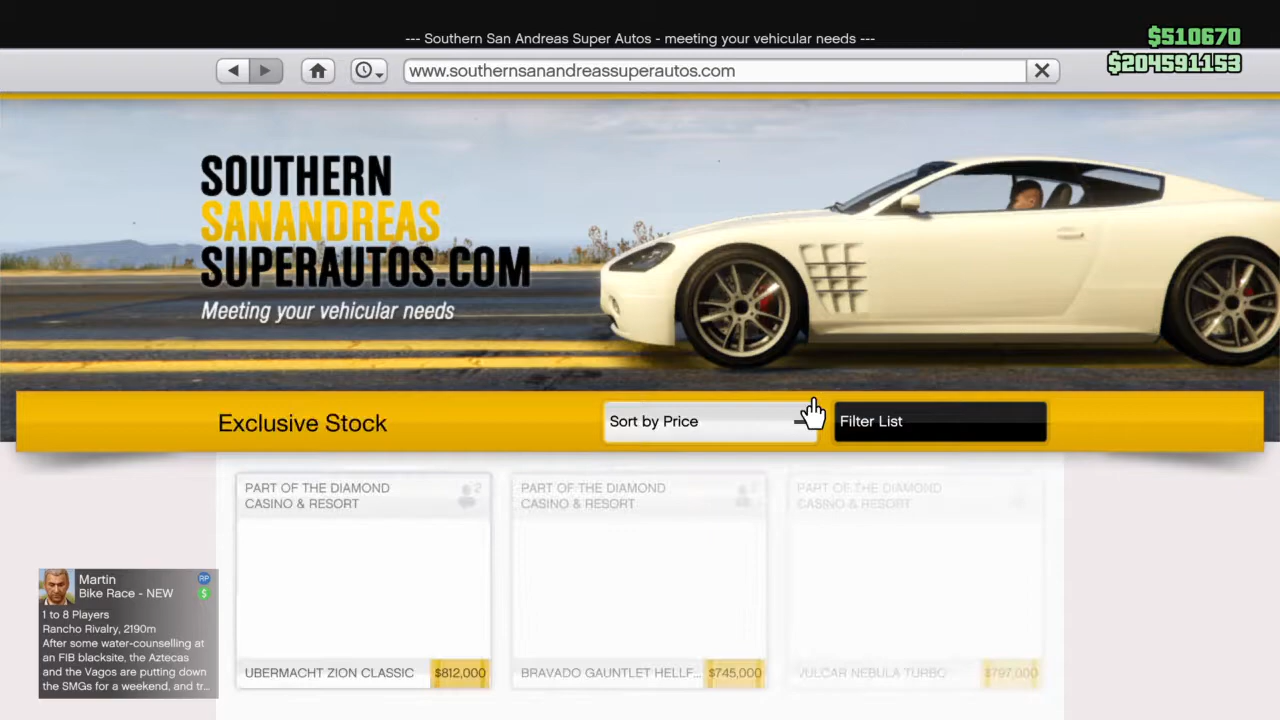 --- Southern San Andreas Super Autos - meeting your vehicular needs ---
$510670
$204591153
www.southernsanandreassuperautos.com
SOUTHERN
SANANDREAS
SUPERAUTOS.COM
Meeting your vehicular needs
Exclusive Stock
Sort by Price
Filter List
PART OF THE DIAMOND
CASINO & RESORT
2
UBERMACHT ZION CLASSIC
$812,000
PART OF THE DIAMOND
CASINO & RESORT
BRAVADO GAUNTLET HELLF...
$745,000
PART OF THE DIAMOND
CASINO & RESORT
VULCAR NEBULA TURBO
$797,000
Martin
RP
Bike Race - NEW
$
1 to 8 Players
Rancho Rivalry, 2190m
After some water-counselling at
an FIB blacksite, the Aztecas
and the Vagos are putting down
the SMGs for a weekend, and tr...